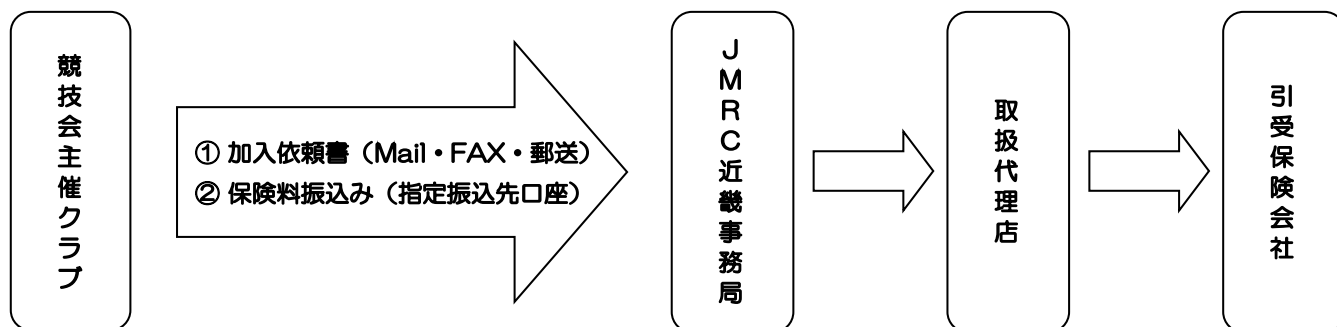 競技会主催クラブ
① 加入依頼書（Mail・FAX・郵送）
② 保険料振込み（指定振込先口座）
JMRC近畿事務局
取扱代理店
引受保険会社